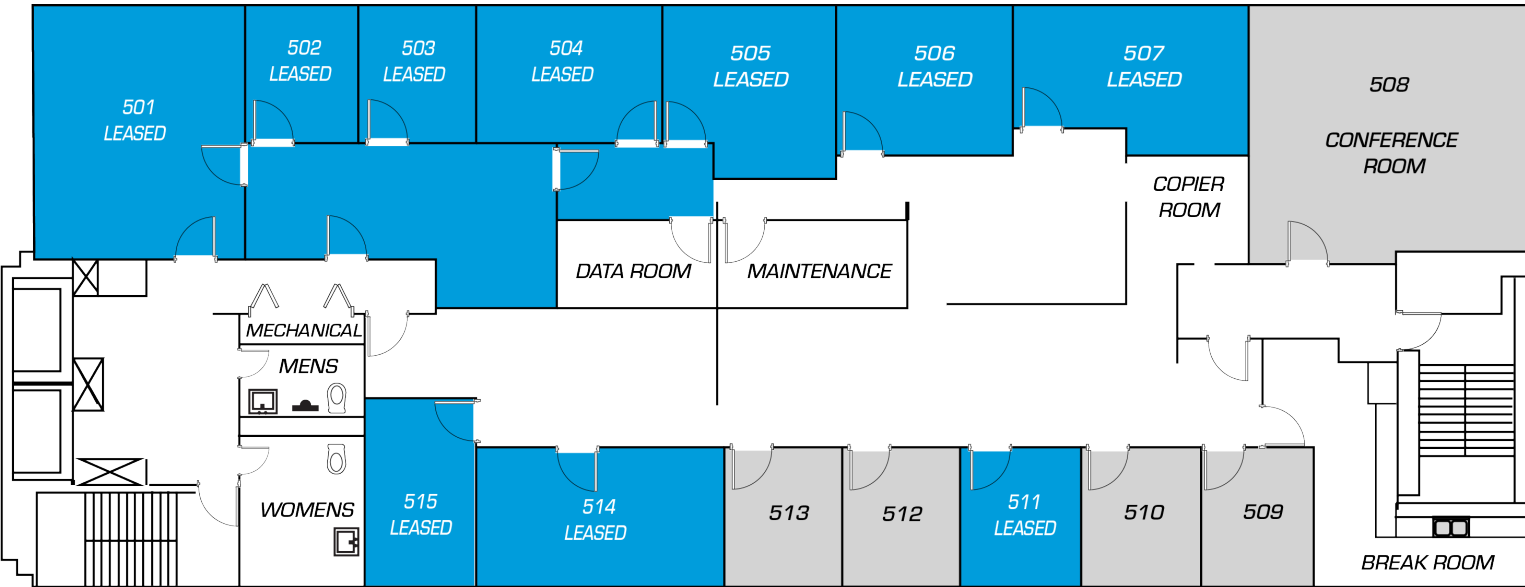 501
LEASED
502
LEASED
503
LEASED
504
LEASED
505
LEASED
506
LEASED
507
LEASED
508
CONFERENCE
ROOM
COPIER
ROOM
DATA ROOM
MAINTENANCE
MECHANICAL
MENS
WOMENS
515
LEASED
514
LEASED
513
512
511
LEASED
510
509
BREAK ROOM